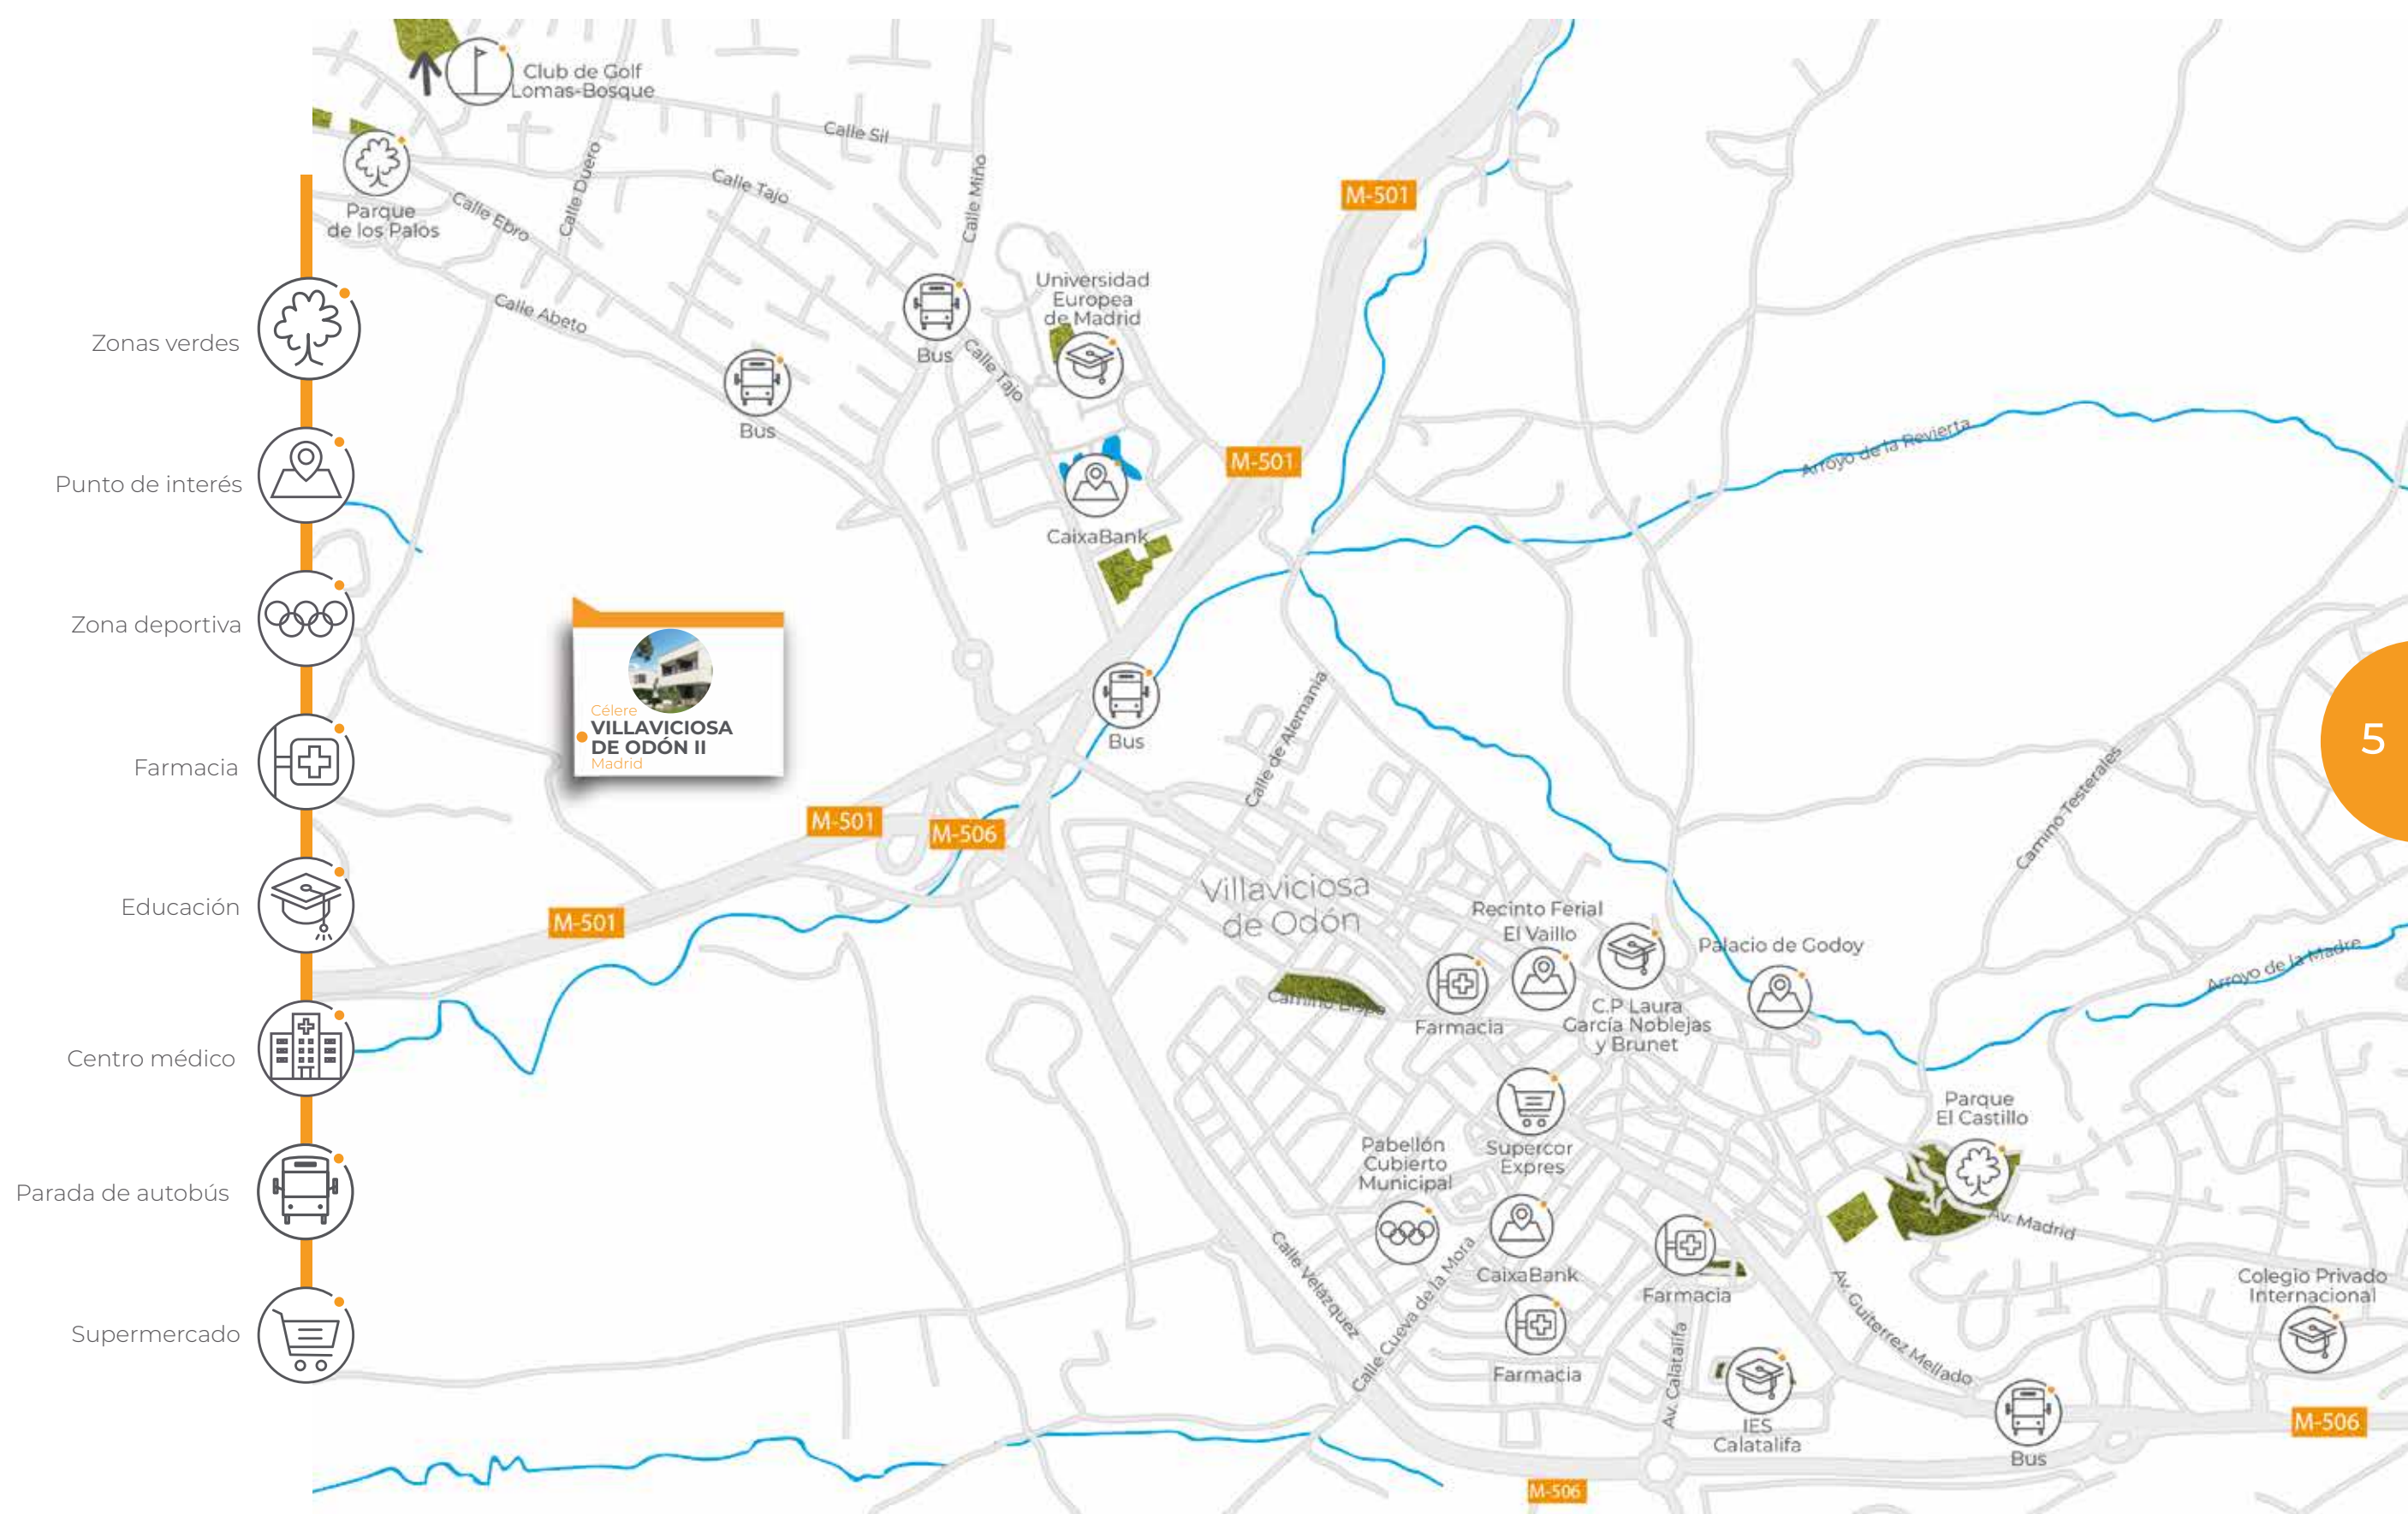 Zonas verdes
Punto de interés
Zona deportiva
Farmacia
Educación
Centro médico
Parada de autobús
Supermercado
Club de Golf
Lomas-Bosque
Parque
de los Palos
Calle Ebro
Calle Duero
Calle Sil
Calle Tajo
Calle Miño
Calle Abeto
Bus
Bus
Calle Tajo
Universidad
Europea
de Madrid
CaixaBank
M-501
M-501
Arroyo de la Revierta
Célere
VILLAVICIOSA
DE ODÓN II
Madrid
Bus
M-501
M-506
M-501
Calle de Alemania
Camino Testerales
5
Villaviciosa
de Odón
Camino Bispo
Recinto Ferial
El Vaillo
Farmacia
C.P Laura
García Noblejas
y Brunet
Palacio de Godoy
Arroyo de la Madre
Supercor
Expres
Pabellón
Cubierto
Municipal
CaixaBank
Farmacia
Farmacia
Parque
El Castillo
Av. Madrid
Calle Velázquez
Calle Cueva de la Mora
Av. Calatalifa
Av. Guiterrez Mellado
IES
Calatalifa
Bus
Colegio Privado
Internacional
M-506
M-506